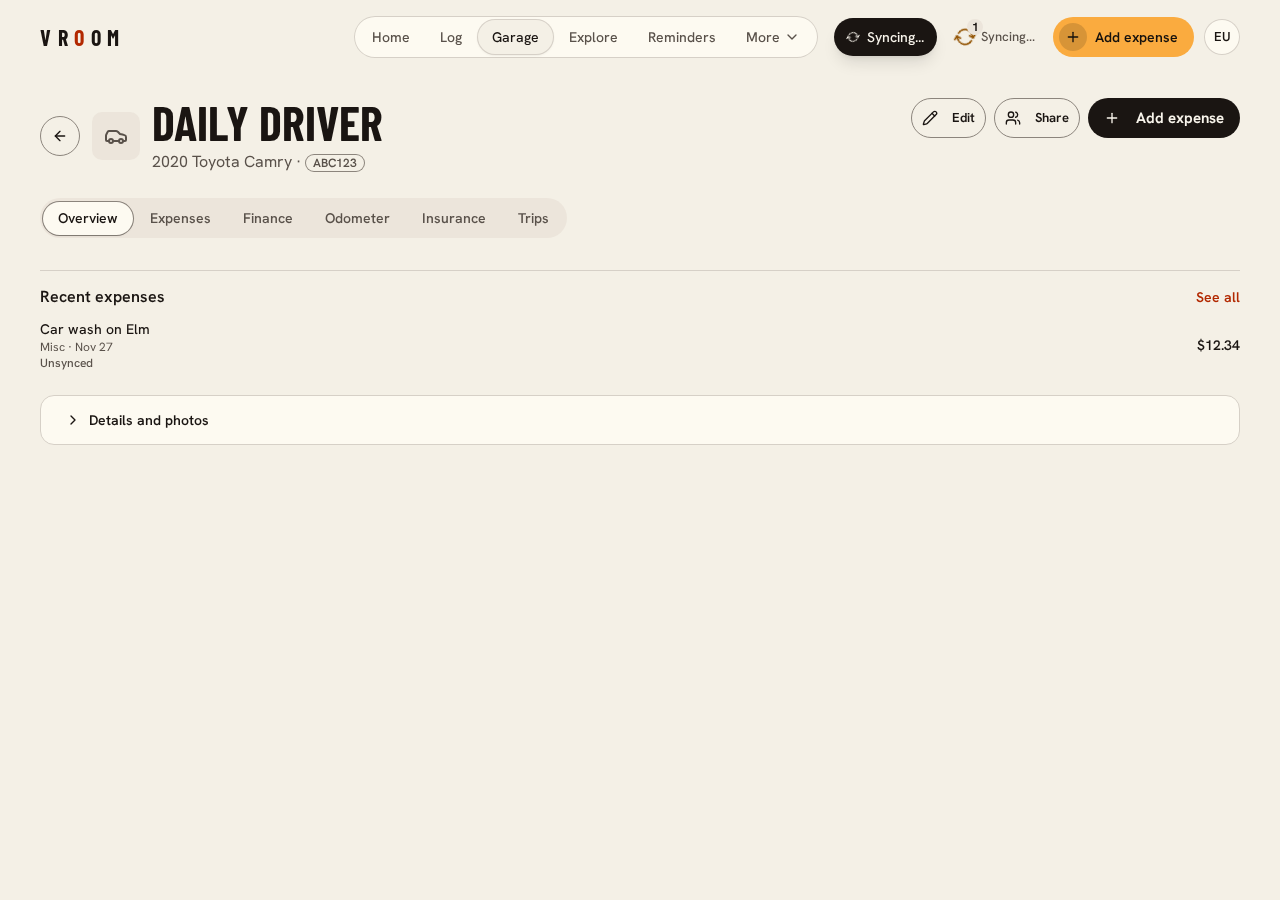 VROOM
Home Log Garage Explore Reminders More
Syncing...
1
Syncing...
Add expense
EU
DAILY DRIVER
2020 Toyota Camry · ABC123
Edit
Share
Add expense
Overview Expenses Finance Odometer Insurance Trips
Recent expenses
See all
Car wash on Elm
Misc · Nov 27
Unsynced
$12.34
Details and photos